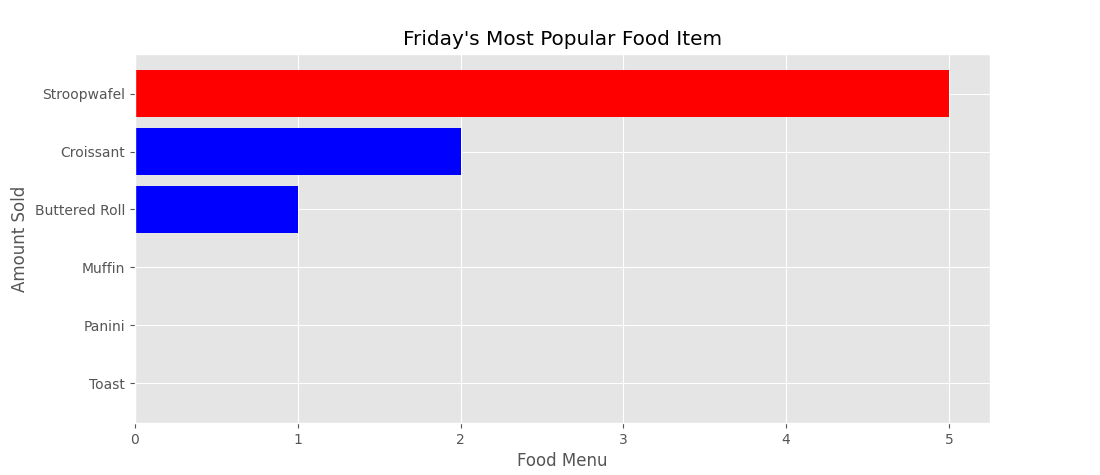 Friday's Most Popular Food Item
Stroopwafel
Croissant
Buttered Roll
Muffin
Panini
Toast
Amount Sold
0 1 2 3 4 5
Food Menu